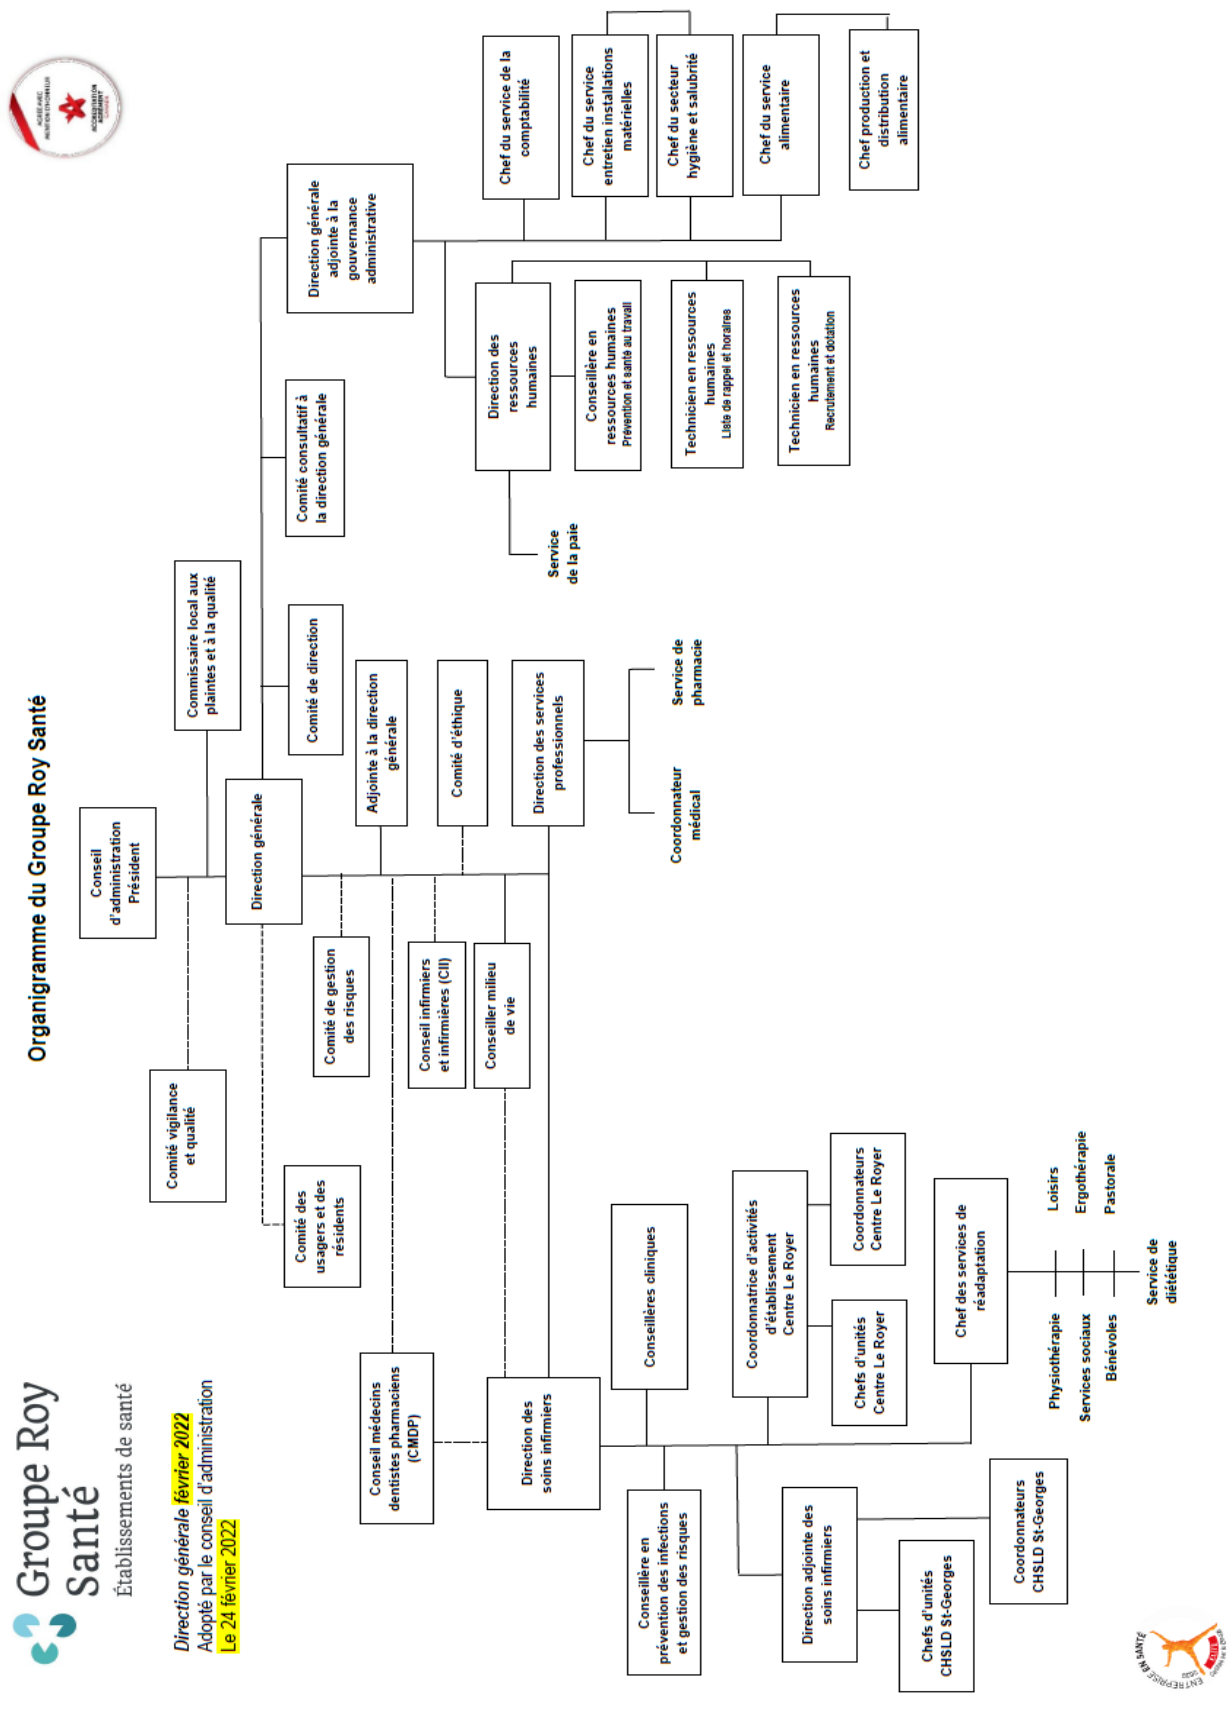 Groupe Roy
Santé
Établissements de santé
Direction générale février 2022
Adopté par le conseil d'administration
Le 24 février 2022
Organigramme du Groupe Roy Santé
AGRÉÉ AVEC
MENTION D'HONNEUR
ACCREDITATION
AGRÉMENT
CANADA
Conseil
d'administration
Président
Comité vigilance
et qualité
Commissaire local aux
plaintes et à la qualité
Direction générale
Comité des
usagers et des
résidents
Comité de gestion
des risques
Comité de direction
Comité consultatif à
la direction générale
Direction générale
adjointe à la
gouvernance
administrative
Conseil médecins
dentistes pharmaciens
(CMDP)
Conseil infirmiers
et infirmières (CII)
Conseiller milieu
de vie
Adjointe à la direction
générale
Comité d'éthique
Direction des
soins infirmiers
Direction des services
professionnels
Coordonnateur
médical
Service de
pharmacie
Direction des
ressources
humaines
Service
de la paie
Conseillère en
ressources humaines
Prévention et santé au travail
Technicien en ressources
humaines
Liste de rappel et horaires
Technicien en ressources
humaines
Recrutement et dotation
Chef du service de la
comptabilité
Chef du service
entretien installations
matérielles
Chef du secteur
hygiène et salubrité
Chef du service
alimentaire
Chef production et
distribution
alimentaire
Conseillère en
prévention des infections
et gestion des risques
Conseillères cliniques
Direction adjointe des
soins infirmiers
Chefs d'unités
CHSLD St-Georges
Coordonnateurs
CHSLD St-Georges
Coordonnatrice d'activités
d'établissement
Centre Le Royer
Chefs d'unités
Centre Le Royer
Coordonnateurs
Centre Le Royer
Chef des services de
réadaptation
Physiothérapie
Loisirs
Services sociaux
Ergothérapie
Bénévoles
Pastorale
Service de
diététique
ENTREPRISE EN SANTÉ